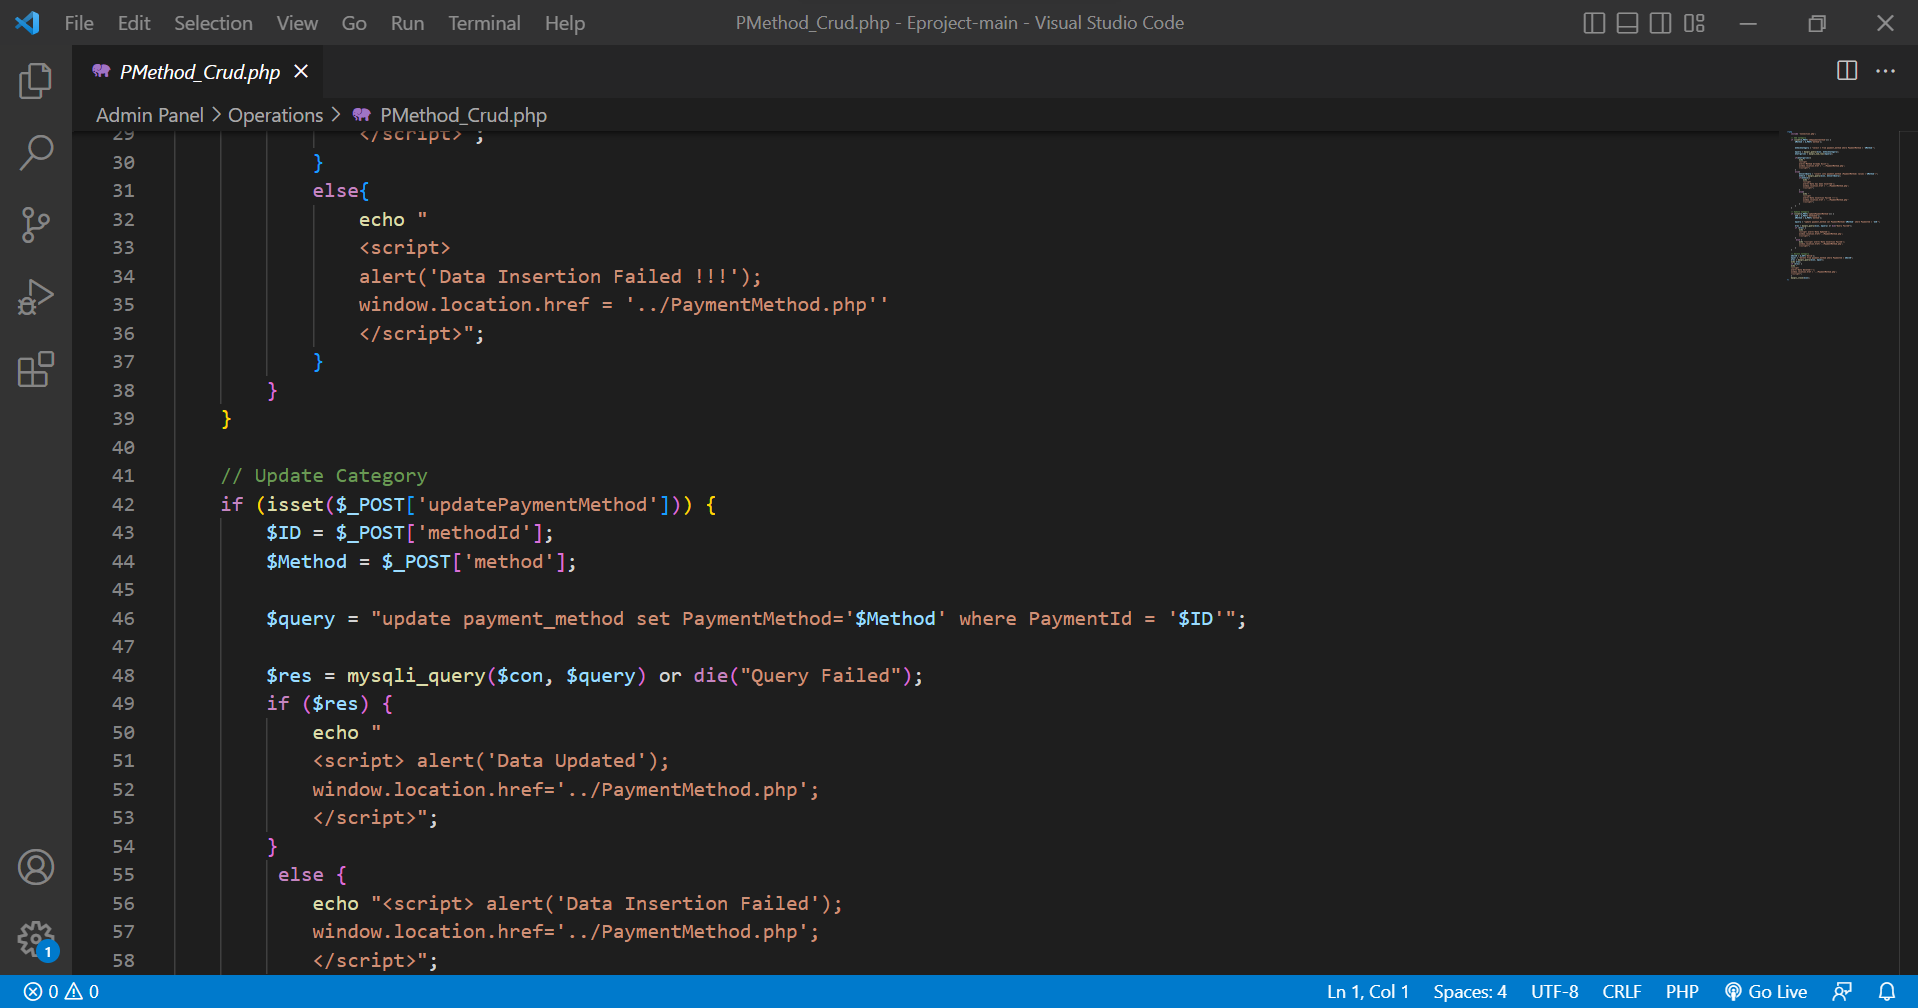 File Edit Selection View Go Run Terminal Help PMethod_Crud.php - Eproject-main - Visual Studio Code
PMethod_Crud.php
Admin Panel > Operations > PMethod_Crud.php
29 </script>";
30 }
31 else{
32 echo "
33 <script>
34 alert('Data Insertion Failed !!!');
35 window.location.href = '../PaymentMethod.php''
36 </script>";
37 }
38 }
39 }
40
41 // Update Category
42 if (isset($_POST['updatePaymentMethod'])) {
43 $ID = $_POST['methodId'];
44 $Method = $_POST['method'];
45
46 $query = "update payment_method set PaymentMethod='$Method' where PaymentId = '$ID'";
47
48 $res = mysqli_query($con, $query) or die("Query Failed");
49 if ($res) {
50 echo "
51 <script> alert('Data Updated');
52 window.location.href='../PaymentMethod.php';
53 </script>";
54 }
55 else {
56 echo "<script> alert('Data Insertion Failed');
57 window.location.href='../PaymentMethod.php';
58 </script>";
1
0 0 Ln 1, Col 1 Spaces: 4 UTF-8 CRLF PHP Go Live